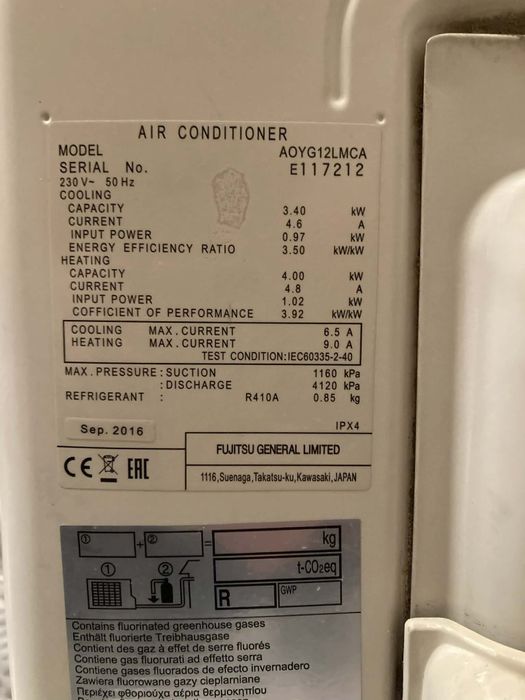 AIR CONDITIONER
MODEL AOYG12LMCA
SERIAL No. E117212
230 V~ 50 Hz
COOLING
CAPACITY 3.40 kW
CURRENT 4.6 A
INPUT POWER 0.97 kW
ENERGY EFFICIENCY RATIO 3.50 kW/kW
HEATING
CAPACITY 4.00 kW
CURRENT 4.8 A
INPUT POWER 1.02 kW
COFFICIENT OF PERFORMANCE 3.92 kW/kW
COOLING MAX.CURRENT 6.5 A
HEATING MAX.CURRENT 9.0 A
TEST CONDITION:IEC60335-2-40
MAX. PRESSURE : SUCTION 1160 kPa
: DISCHARGE 4120 kPa
REFRIGERANT : R410A 0.85 kg
IPX4
Sep. 2016
CE EAC
FUJITSU GENERAL LIMITED
1116,Suenaga,Takatsu-ku,Kawasaki,JAPAN
① + ② = kg
① ② t-CO₂eq
R GWP
Contains fluorinated greenhouse gases
Enthält fluorierte Treibhausgase
Contient des gaz à effet de serre fluorés
Contiene gas fluorurati ad effetto serra
Contiene gases fluorados de efecto invernadero
Zawiera fluorowane gazy cieplarniane
Περιέχει φθοριούχα αέρια θερμοκηπίου